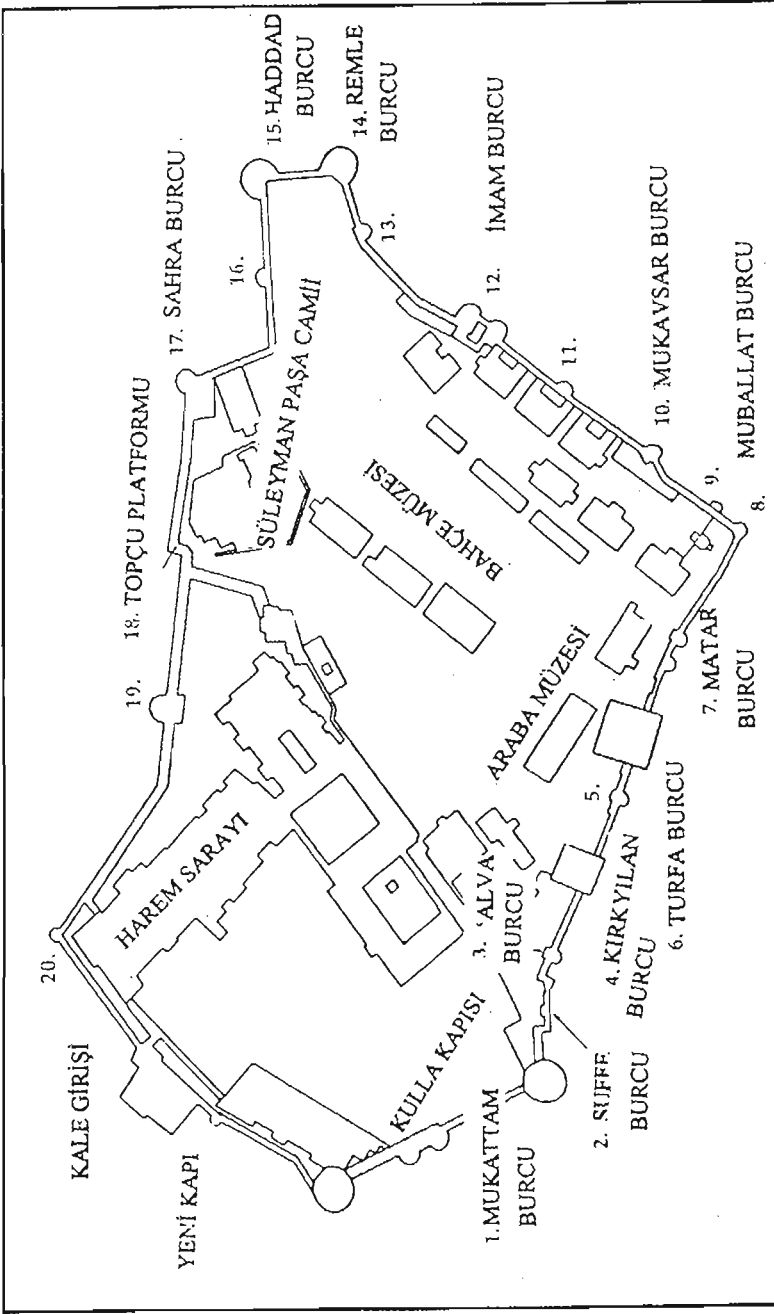 KALE GİRİŞİ
YENİ KAPI
20.
19.
18. TOPÇU PLATFORMU
17. SAHRA BURCU
16.
15. HADDAD
BURCU
14. REMLE
BURCU
13.
12.
İMAM BURCU
11.
10. MUKAVSAR BURCU
9.
MUBALLAT BURCU
8.
7. MATAR
BURCU
6. TURFA BURCU
5.
4. KIRKYILAN
BURCU
3. 'ALVA
BURCU
2. SUFFE
BURCU
1. MUKATTAM
BURCU
KULLA KAPISI
HAREM SARAYI
SÜLEYMAN PAŞA CAMİİ
BAHÇE MÜZESİ
ARABA MÜZESİ